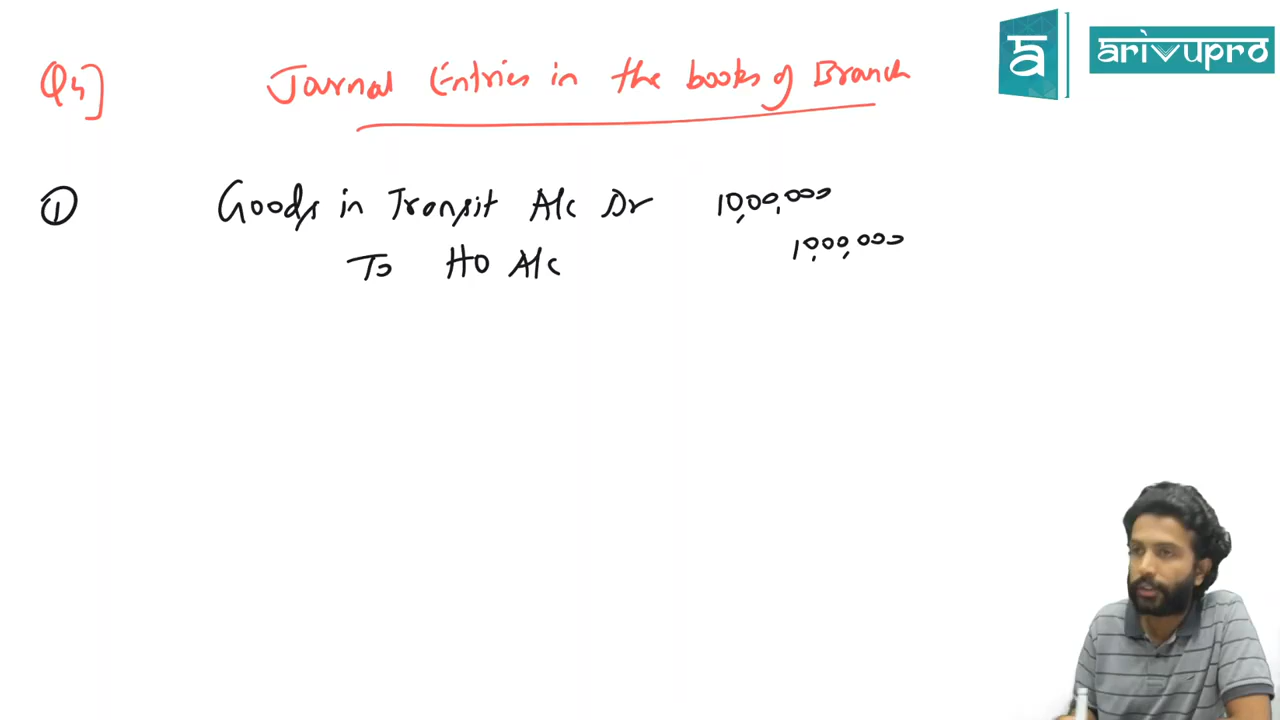 arivupro
Q4]
Journal Entries in the books of Branch
① Goods in Transit A/c Dr 10,00,000
To HO A/c 10,00,000